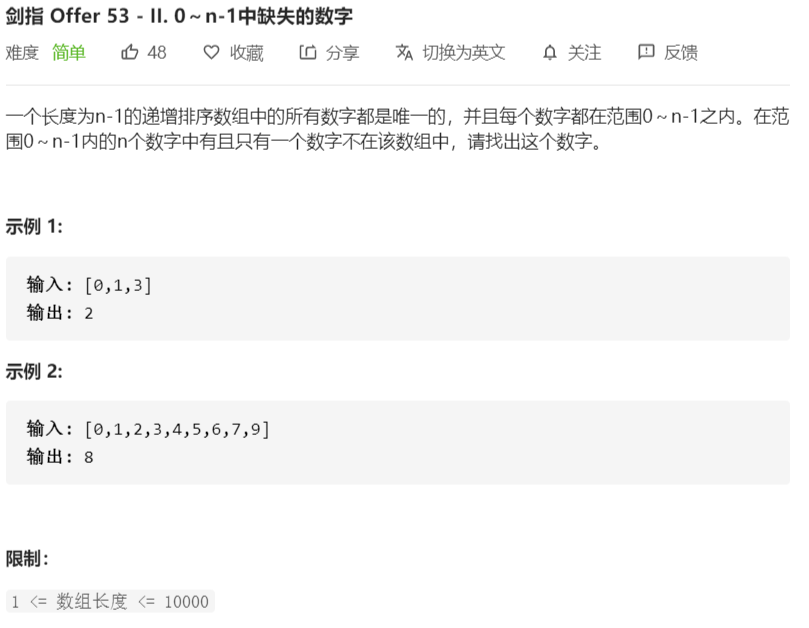 剑指 Offer 53 - II. 0～n-1中缺失的数字
难度 简单 48 收藏 分享 切换为英文 关注 反馈
一个长度为n-1的递增排序数组中的所有数字都是唯一的，并且每个数字都在范围0～n-1之内。在范
围0～n-1内的n个数字中有且只有一个数字不在该数组中，请找出这个数字。
示例 1:
输入: [0,1,3]
输出: 2
示例 2:
输入: [0,1,2,3,4,5,6,7,9]
输出: 8
限制：
1 <= 数组长度 <= 10000